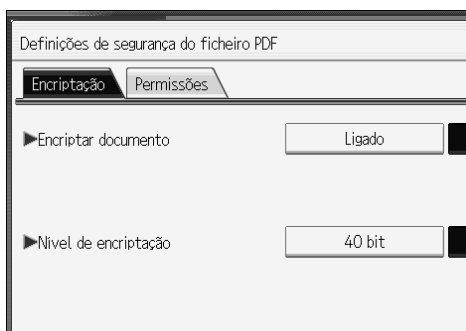 Definições de segurança do ficheiro PDF
Encriptação Permissões
Encriptar documento Ligado
Nível de encriptação 40 bit